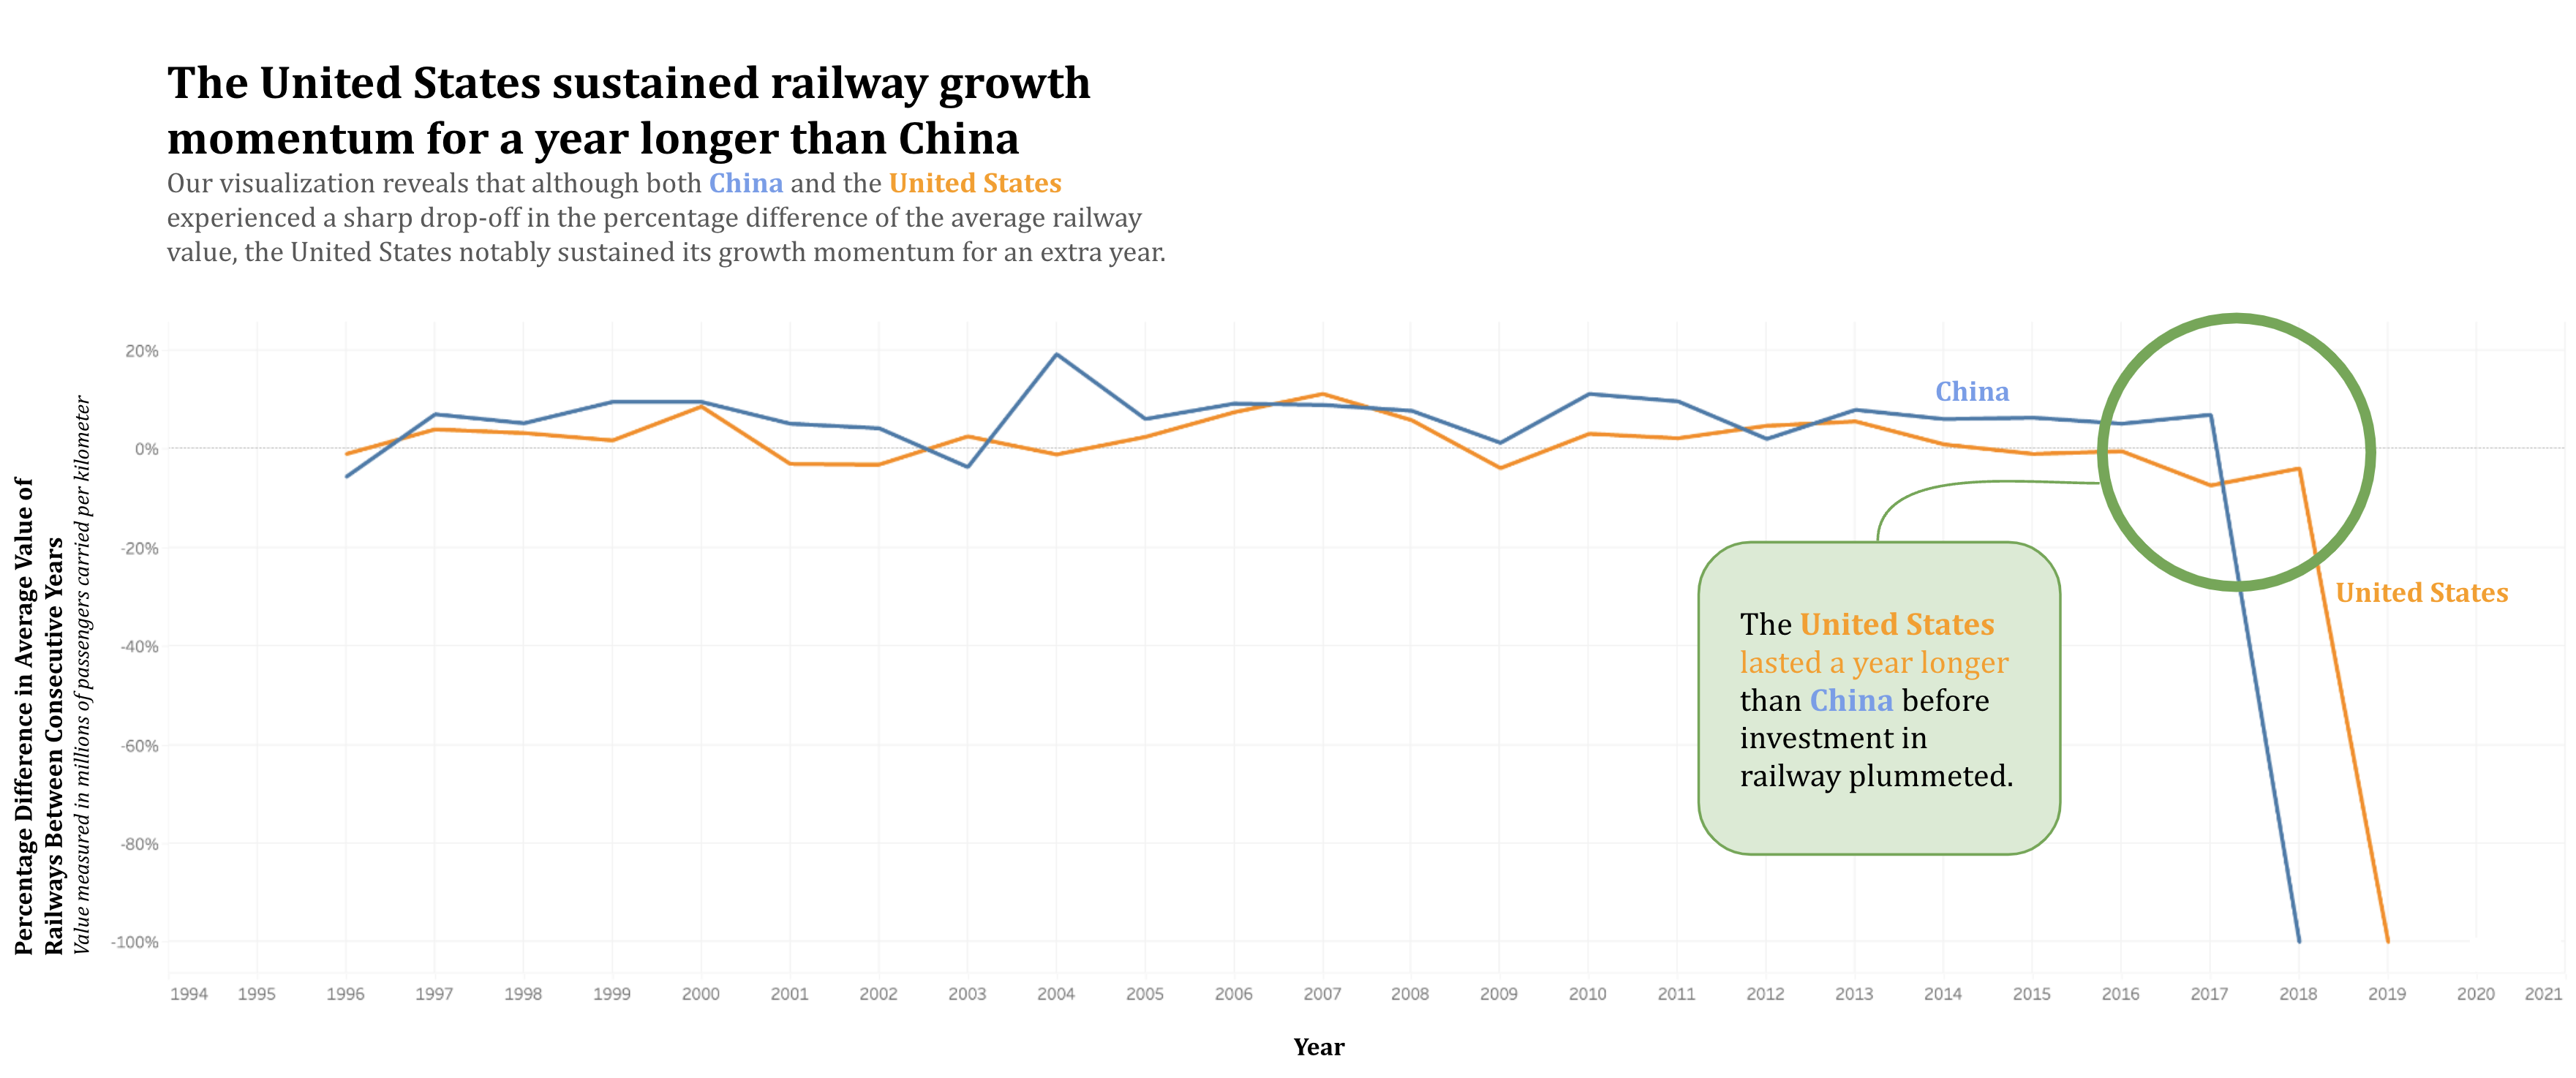 The United States sustained railway growth
momentum for a year longer than China
Our visualization reveals that although both China and the United States
experienced a sharp drop-off in the percentage difference of the average railway
value, the United States notably sustained its growth momentum for an extra year.
Percentage Difference in Average Value of
Railways Between Consecutive Years
Value measured in millions of passengers carried per kilometer
20%
0%
-20%
-40%
-60%
-80%
-100%
China
United States
The United States
lasted a year longer
than China before
investment in
railway plummeted.
1994 1995 1996 1997 1998 1999 2000 2001 2002 2003 2004 2005 2006 2007 2008 2009 2010 2011 2012 2013 2014 2015 2016 2017 2018 2019 2020 2021
Year